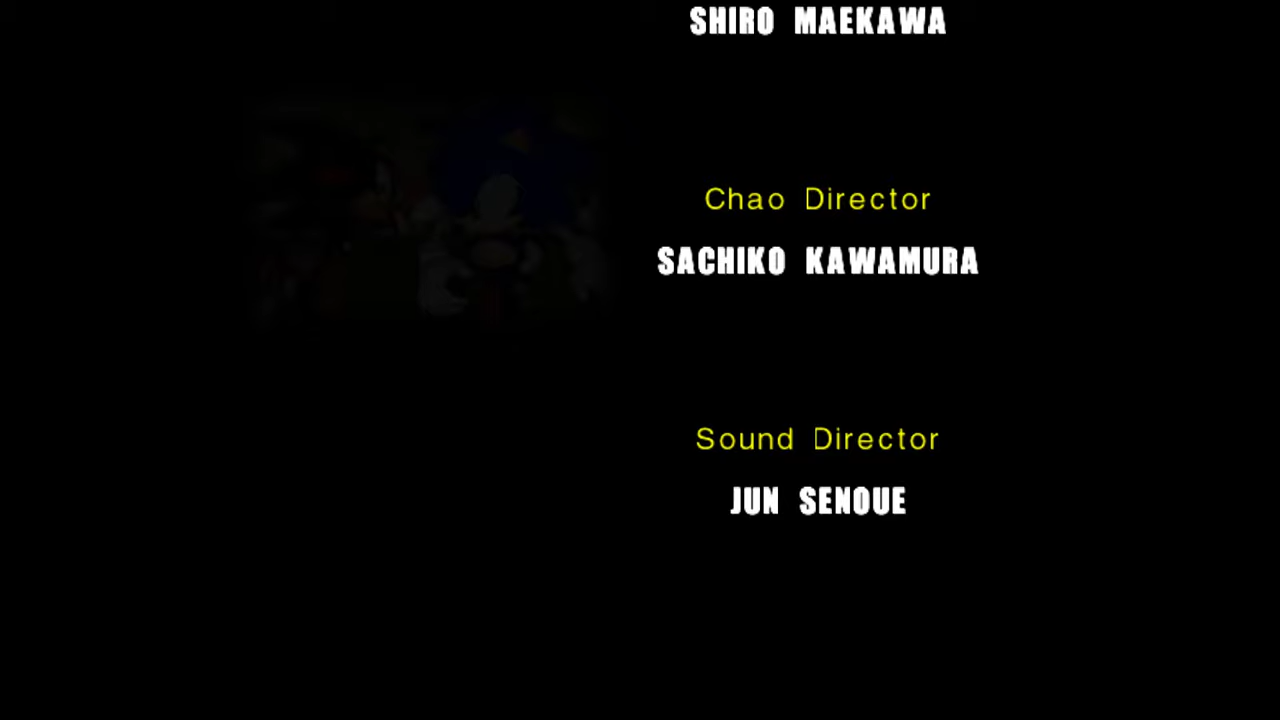 SHIRO MAEKAWA
Chao Director
SACHIKO KAWAMURA
Sound Director
JUN SENOUE